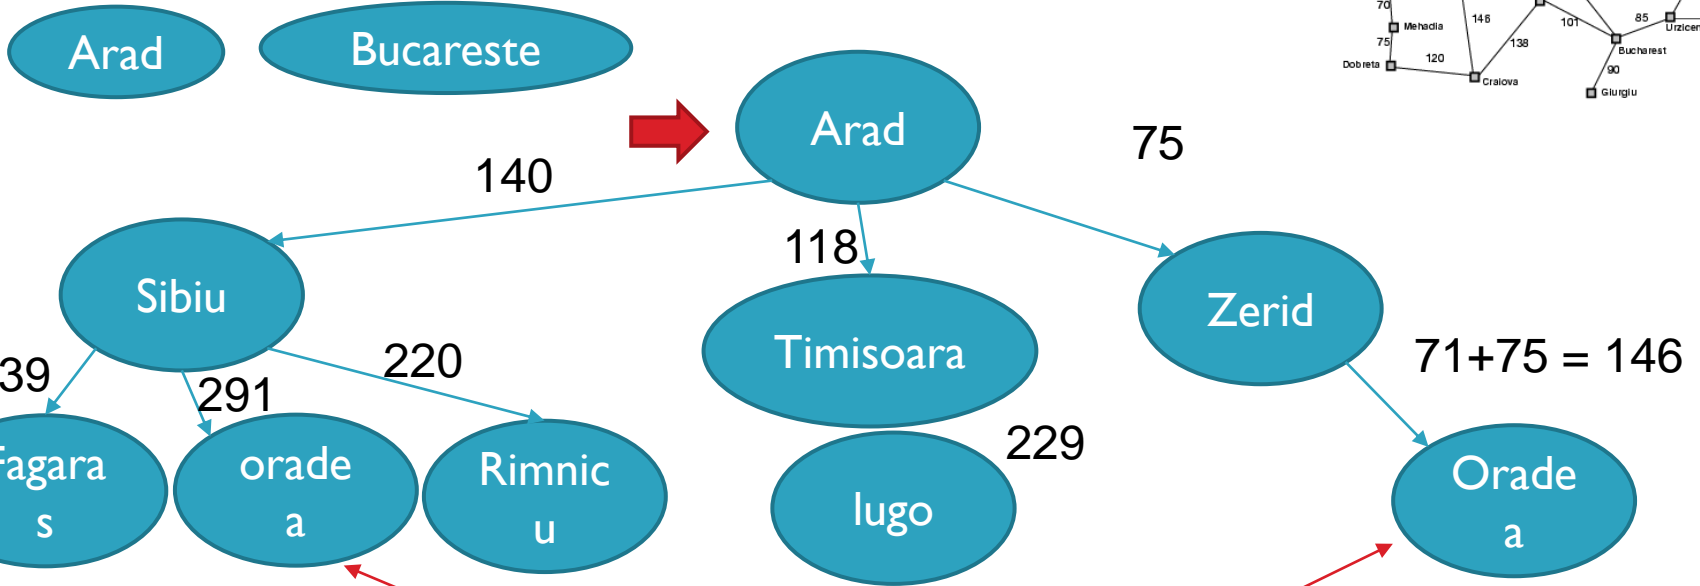 Arad
Bucareste
70
146
101
85
Mehadia
75
138
Bucharest
Dobreta
120
Craiova
90
Giurgiu
Arad
75
140
118
Sibiu
Zerid
Timisoara
71+75 = 146
39
291
220
229
agara
s
orade
a
Rimnic
u
lugo
Orade
a